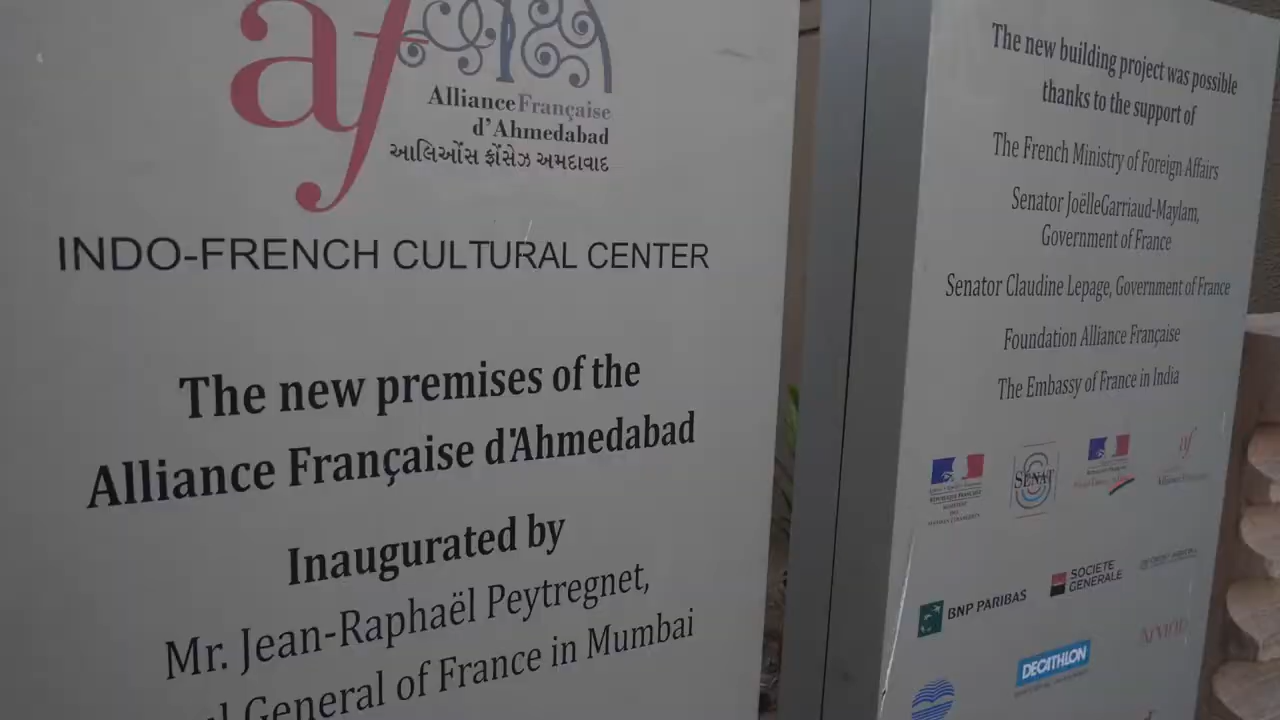 af
AllianceFrançaise
d'Ahmedabad
આલિઓંસ ફ્રોંસેઝ અમદાવાદ
INDO-FRENCH CULTURAL CENTER
The new premises of the
Alliance Française d'Ahmedabad
Inaugurated by
Mr. Jean-Raphaël Peytregnet,
General of France in Mumbai
The new building project was possible
thanks to the support of
The French Ministry of Foreign Affairs
Senator JoëlleGarriaud-Maylam,
Government of France
Senator Claudine Lepage, Government of France
Foundation Alliance Française
The Embassy of France in India
SÉNAT
af
BNP PARIBAS
SOCIETE
GENERALE
DECATHLON